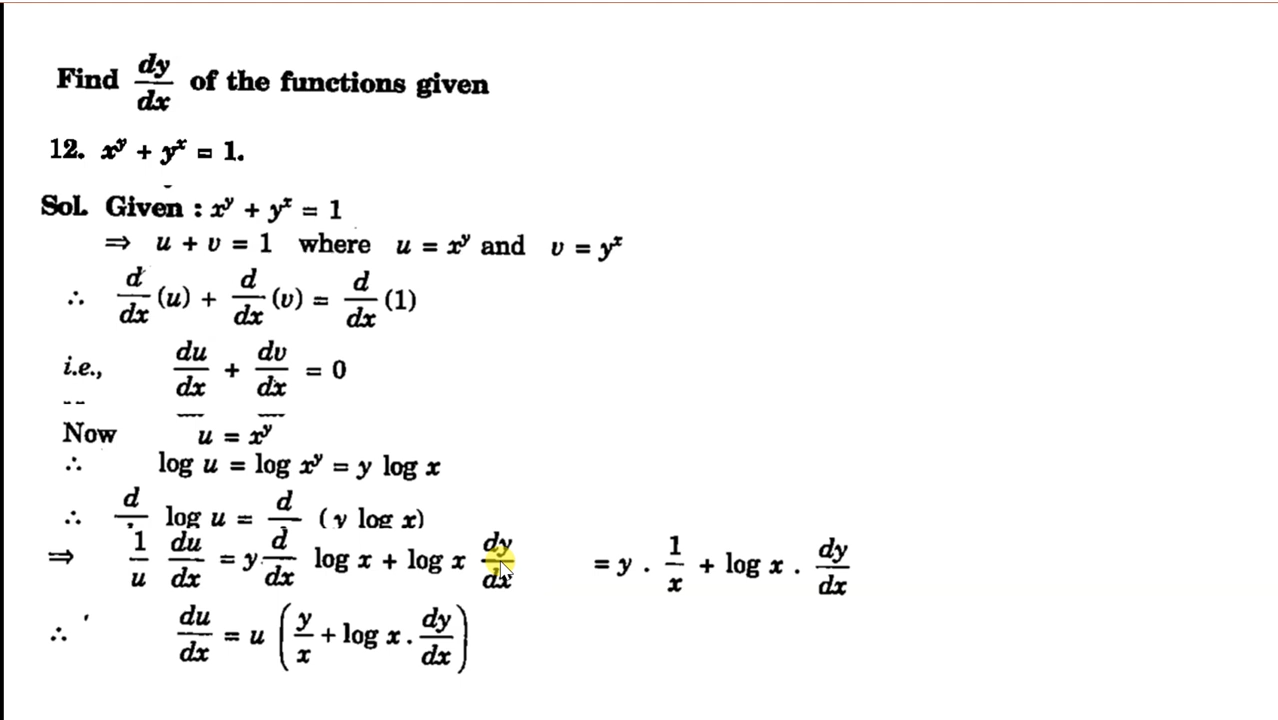 Find dy/dx of the functions given
12. x^y + y^x = 1.
Sol. Given : x^y + y^x = 1
⇒ u + v = 1 where u = x^y and v = y^x
∴ d/dx (u) + d/dx (v) = d/dx (1)
i.e., du/dx + dv/dx = 0
Now u = x^y
∴ log u = log x^y = y log x
∴ d/ log u = d/ (y log x)
⇒ 1/u du/dx = y. d/dx log x + log x dy/dx = y . 1/x + log x . dy/dx
∴ du/dx = u (y/x + log x . dy/dx)